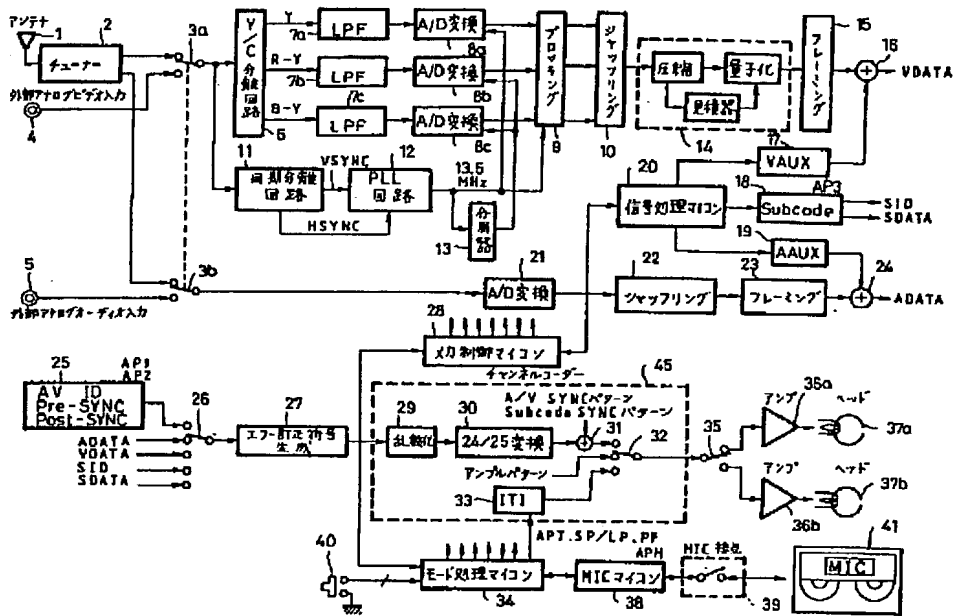 アンテナ
1
2
チューナー
3a
外部アナログビデオ入力
4
Y/C分離回路
6
Y
R-Y
B-Y
7a
LPF
7b
LPF
7c
LPF
A/D変換
8a
A/D変換
8b
A/D変換
8c
9
シャッフリング
10
圧縮器
量子化
見積器
14
フレーミング
15
16
VDATA
11
同期分離回路
VSYNC
12
PLL回路
HSYNC
13.5
MHz
分周器
13
20
信号処理マイコン
17
VAUX
18
AP3
Subcode
SID
SDATA
19
AAUX
5
外部アナログオーディオ入力
3b
21
A/D変換
22
シャッフリング
23
フレーミング
24
ADATA
28
メカ制御マイコン
チャンネルコーダー
25
AP1
AP2
AV ID
Pre-SYNC
Post-SYNC
ADATA
VDATA
SID
SDATA
26
27
エラー訂正符号
生成
45
29
乱数化
30
24/25変換
A/V SYNCパターン
Subcode SYNCパターン
31
32
アンブルパターン
33
ITI
35
36a
アンプ
ヘッド
37a
アンプ
36b
ヘッド
37b
APT.SP/LP.PF
40
モード処理マイコン
34
APM
MICマイコン
38
MIC接点
39
41
MIC